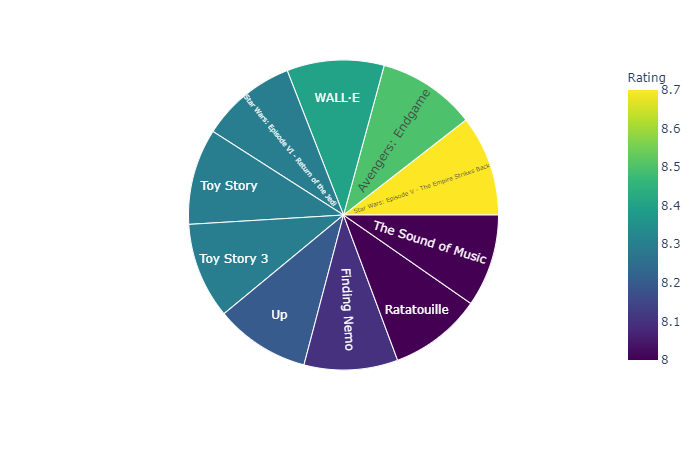 WALL-E
Avengers: Endgame
Star Wars: Episode V - The Empire Strikes Back
Star Wars: Episode VI - Return of the Jedi
Toy Story
Toy Story 3
Up
Finding Nemo
Ratatouille
The Sound of Music
Rating
8.7
8.6
8.5
8.4
8.3
8.2
8.1
8